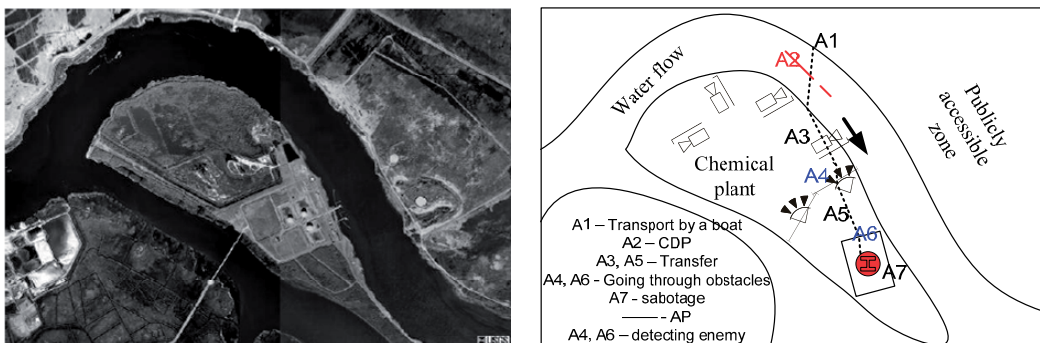 A1
A2
Water flow
Publicly
accessible
zone
A3
Chemical
plant
A4
A5
A6
A7
A1 – Transport by a boat
A2 – CDP
A3, A5 – Transfer
A4, A6 - Going through obstacles
A7 - sabotage
——- AP
A4, A6 – detecting enemy